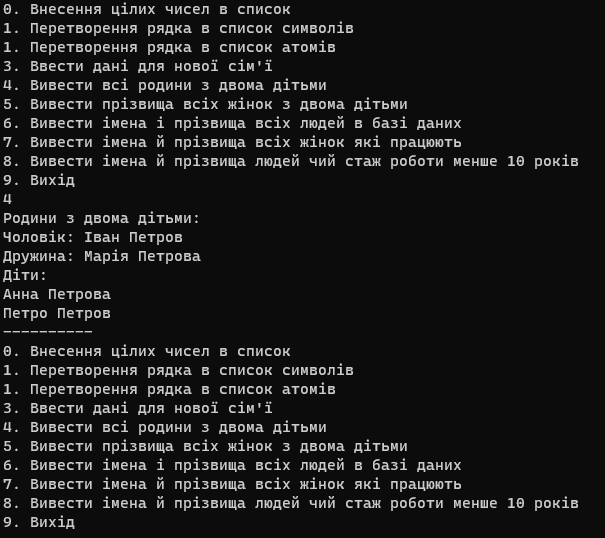 0. Внесення цілих чисел в список
1. Перетворення рядка в список символів
1. Перетворення рядка в список атомів
3. Ввести дані для нової сім'ї
4. Вивести всі родини з двома дітьми
5. Вивести прізвища всіх жінок з двома дітьми
6. Вивести імена і прізвища всіх людей в базі даних
7. Вивести імена й прізвища всіх жінок які працюють
8. Вивести імена й прізвища людей чий стаж роботи менше 10 років
9. Вихід
4
Родини з двома дітьми:
Чоловік: Іван Петров
Дружина: Марія Петрова
Діти:
Анна Петрова
Петро Петров
----------
0. Внесення цілих чисел в список
1. Перетворення рядка в список символів
1. Перетворення рядка в список атомів
3. Ввести дані для нової сім'ї
4. Вивести всі родини з двома дітьми
5. Вивести прізвища всіх жінок з двома дітьми
6. Вивести імена і прізвища всіх людей в базі даних
7. Вивести імена й прізвища всіх жінок які працюють
8. Вивести імена й прізвища людей чий стаж роботи менше 10 років
9. Вихід